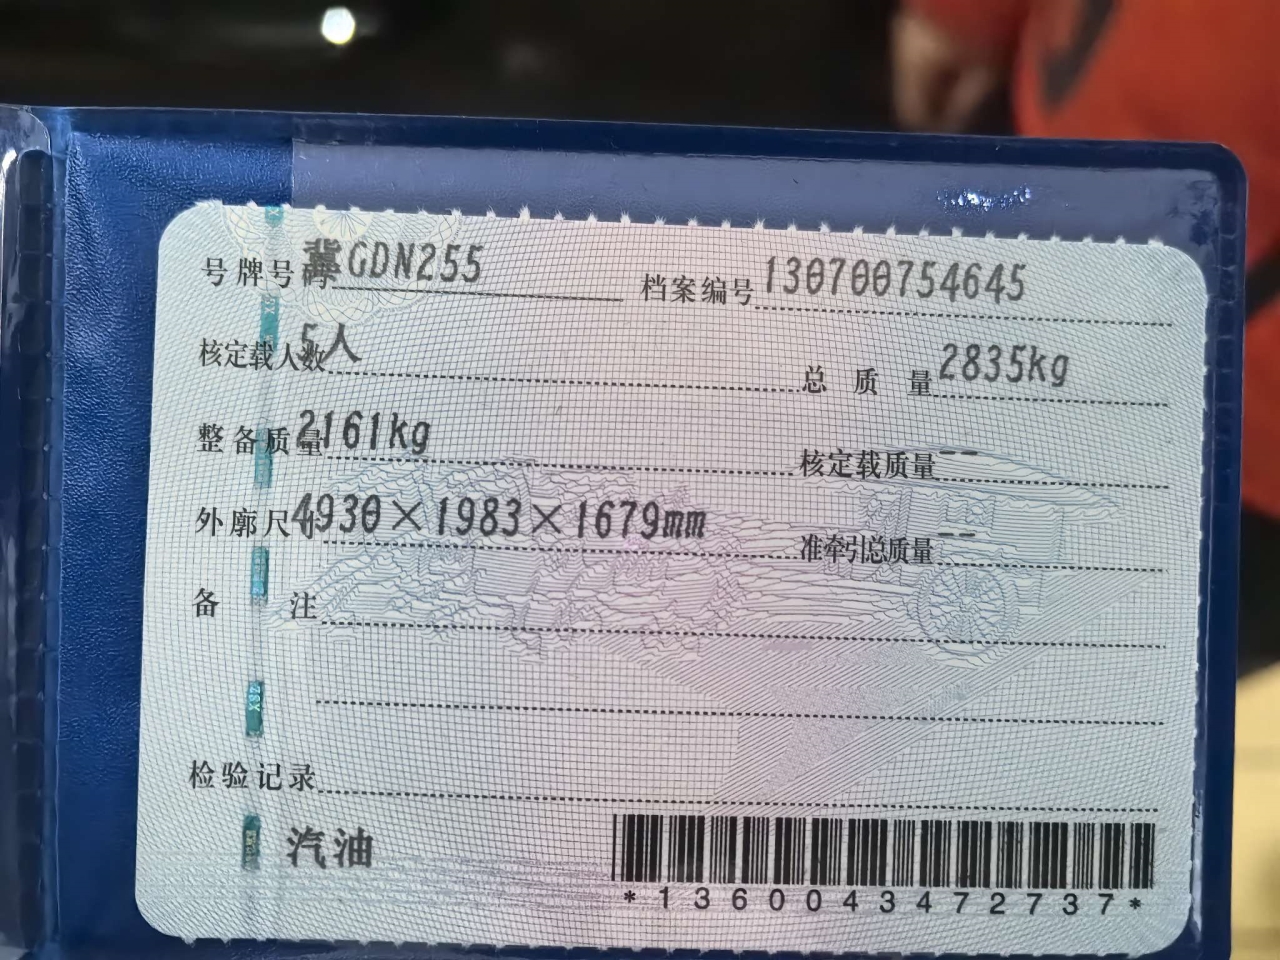 号牌号码 冀GDN255 档案编号 130700754645
核定载人数 5人 总质量 2835kg
整备质量 2161kg 核定载质量 --
外廓尺寸 4930×1983×1679mm 准牵引总质量 --
备注
检验记录
汽油
*1360043472737*